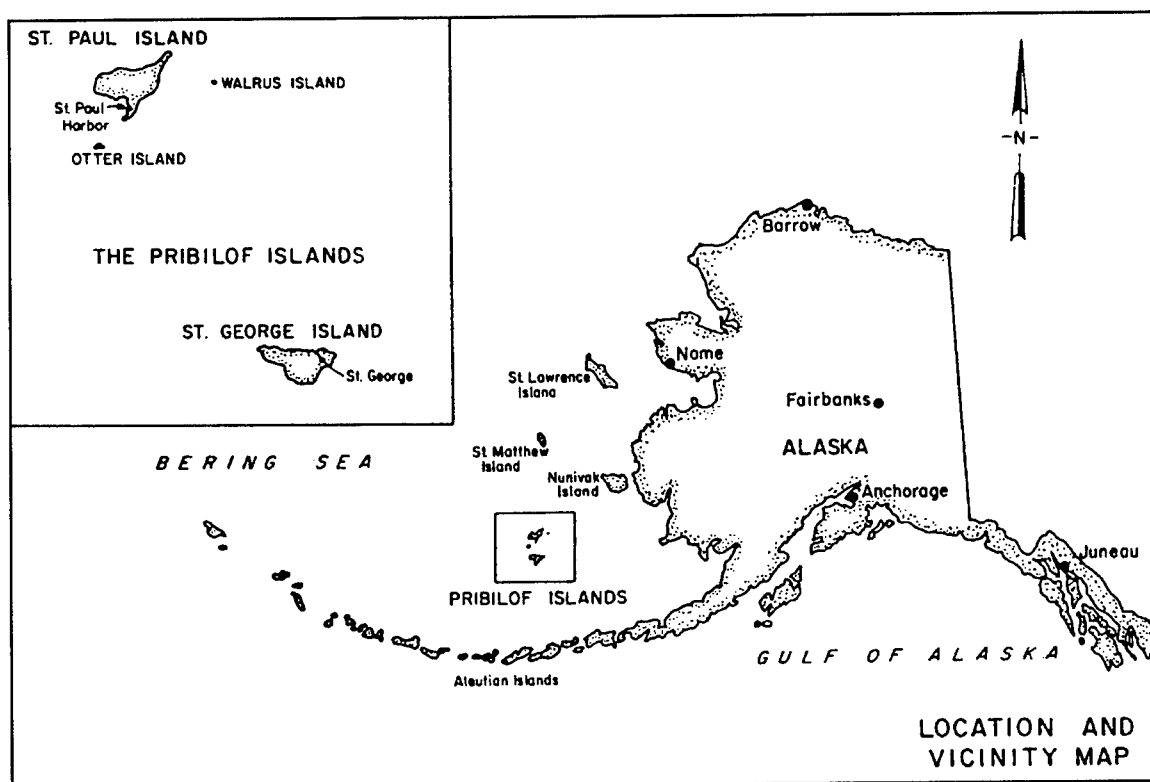 ST. PAUL ISLAND
WALRUS ISLAND
St. Paul
Harbor
OTTER ISLAND
THE PRIBILOF ISLANDS
ST. GEORGE ISLAND
St. George
-N-
Barrow
Nome
St. Lawrence
Islana
Fairbanks
ALASKA
BERING SEA
St. Matthew
Island
Nunivak
Island
Anchorage
PRIBILOF ISLANDS
Juneau
GULF OF ALASKA
Aleutian Islands
LOCATION AND
VICINITY MAP